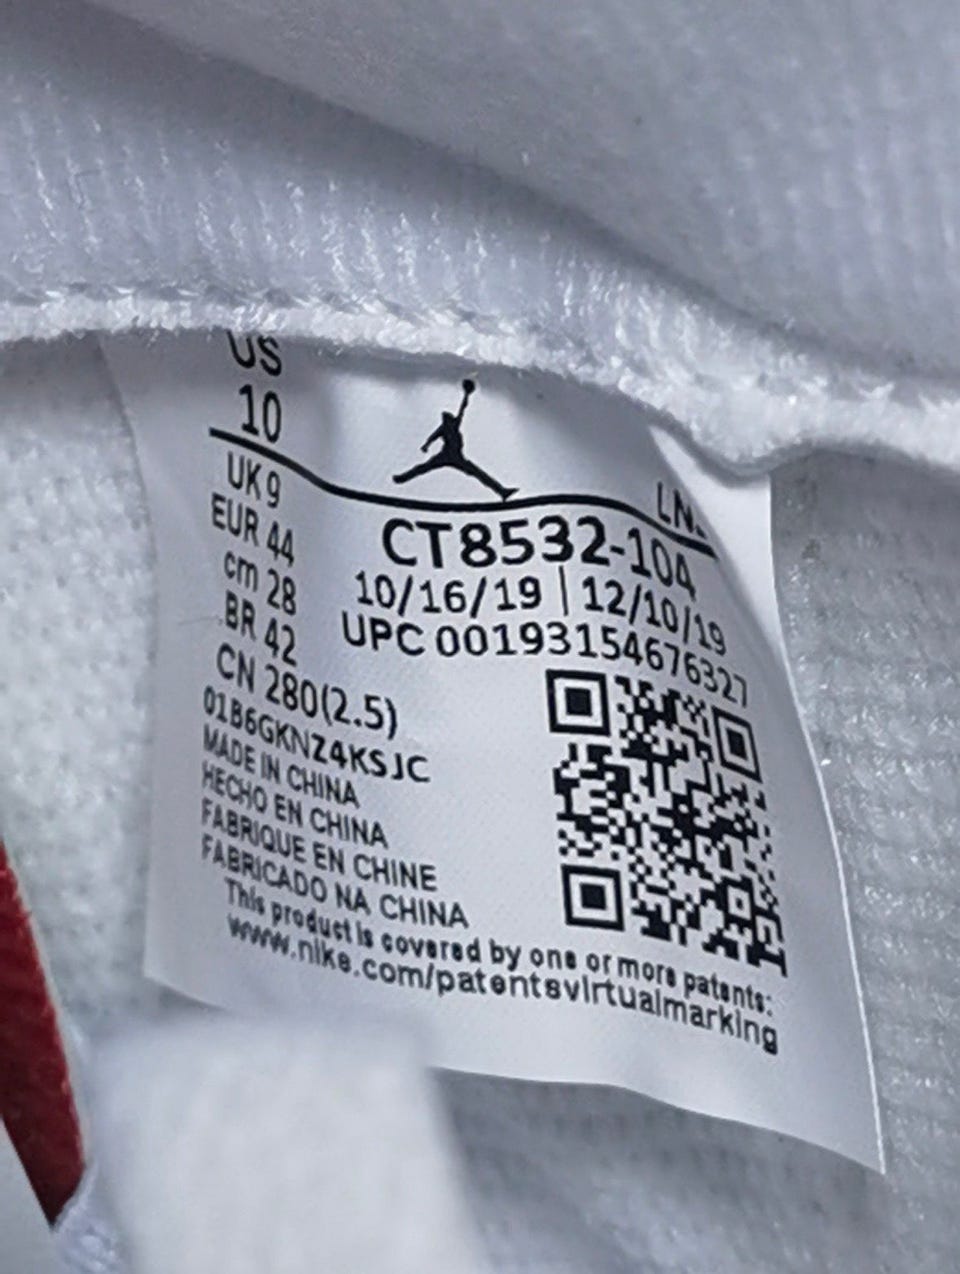 US
10
UK 9
EUR 44
cm 28
BR 42
CN 280(2.5)
01B6GKNZ4KSJC
MADE IN CHINA
HECHO EN CHINA
FABRIQUE EN CHINE
FABRICADO NA CHINA
This product is covered by one or more patents:
www.nike.com/patentsvirtualmarking
CT8532-104
10/16/19 | 12/10/19
UPC 00193154676327